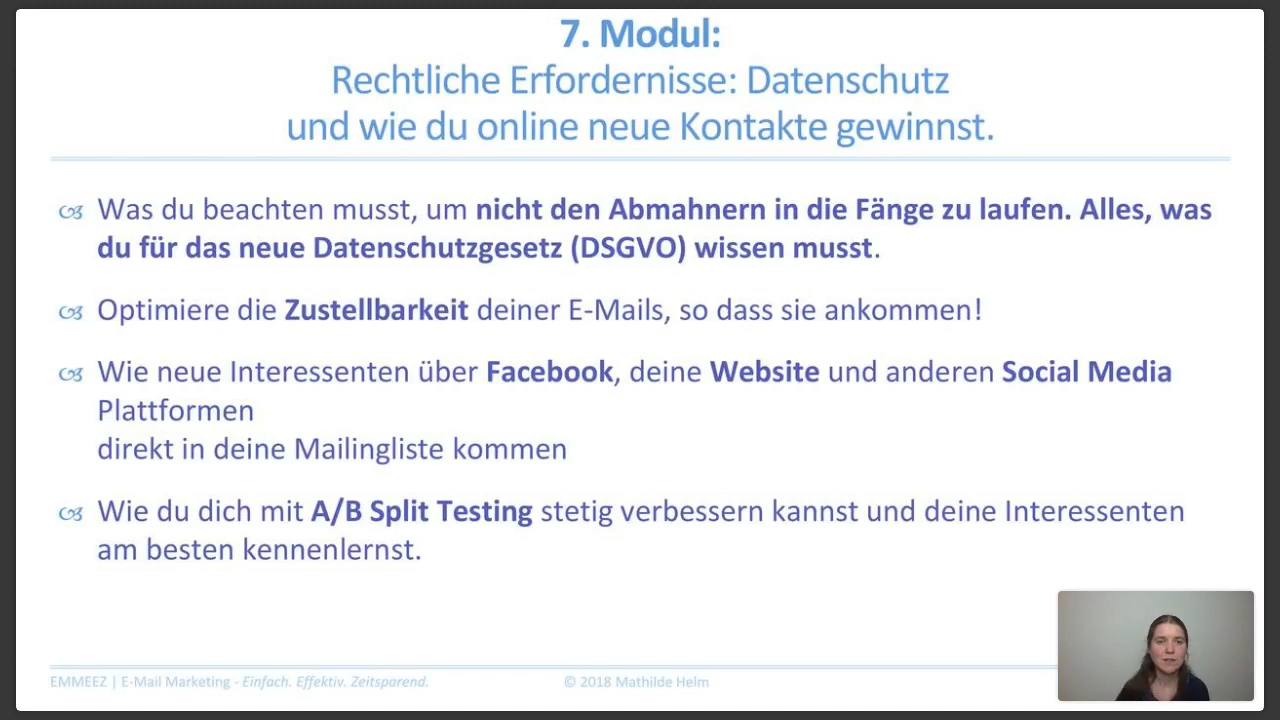 7. Modul:
Rechtliche Erfordernisse: Datenschutz
und wie du online neue Kontakte gewinnst.
Was du beachten musst, um nicht den Abmahnern in die Fänge zu laufen. Alles, was
du für das neue Datenschutzgesetz (DSGVO) wissen musst.
Optimiere die Zustellbarkeit deiner E-Mails, so dass sie ankommen!
Wie neue Interessenten über Facebook, deine Website und anderen Social Media
Plattformen
direkt in deine Mailingliste kommen
Wie du dich mit A/B Split Testing stetig verbessern kannst und deine Interessenten
am besten kennenlernst.
EMMEEZ | E-Mail Marketing - Einfach. Effektiv. Zeitsparend.
© 2018 Mathilde Helm